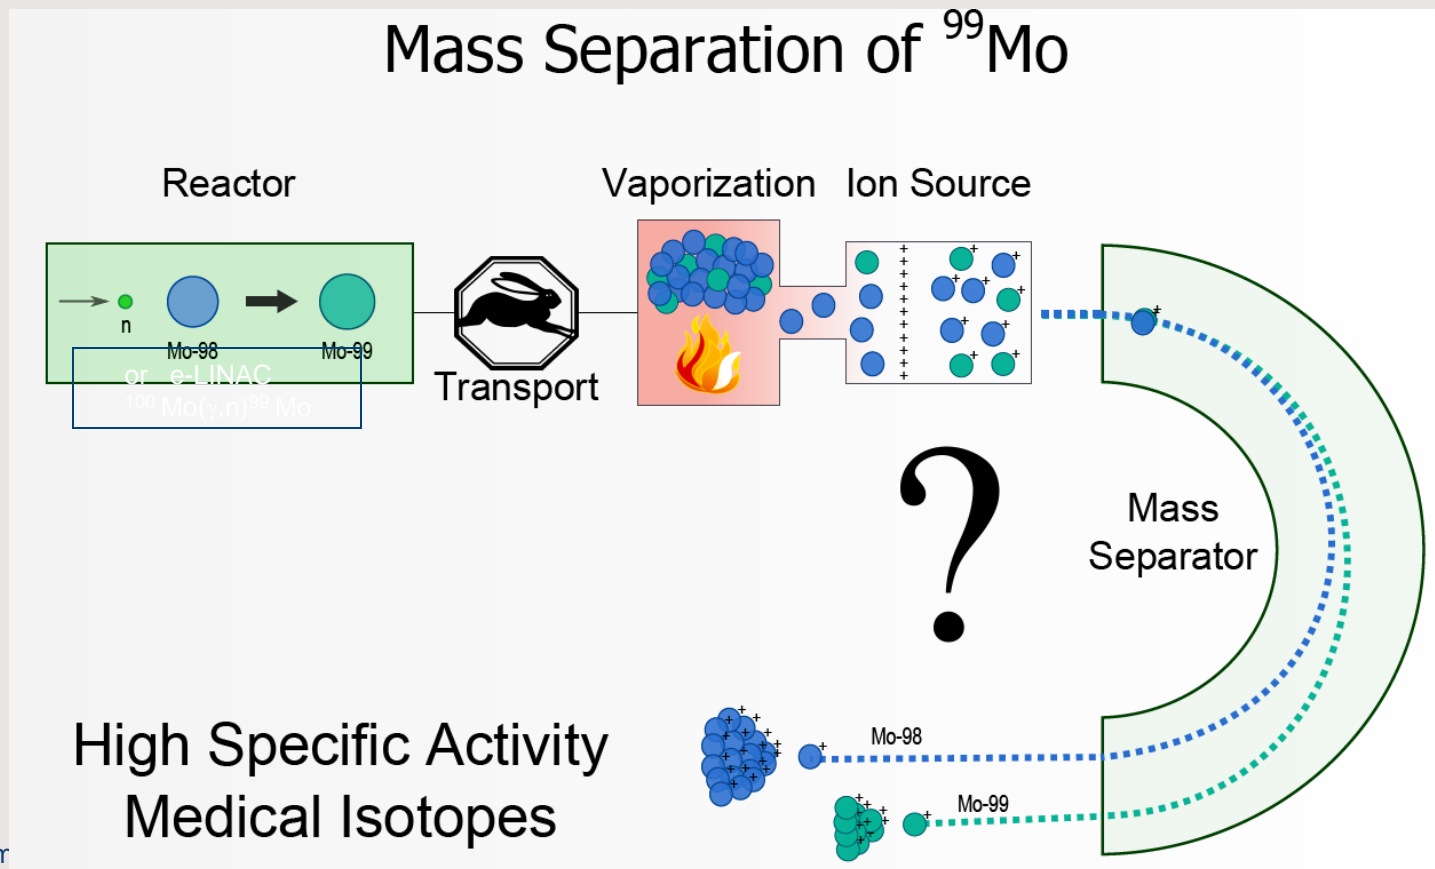 Mass Separation of ⁹⁹Mo
Reactor
Vaporization
Ion Source
n
Mo-98
Mo-99
or e-LINAC
¹⁰⁰Mo(γ,n)⁹⁹Mo
Transport
?
Mass
Separator
High Specific Activity
Medical Isotopes
Mo-98
Mo-99